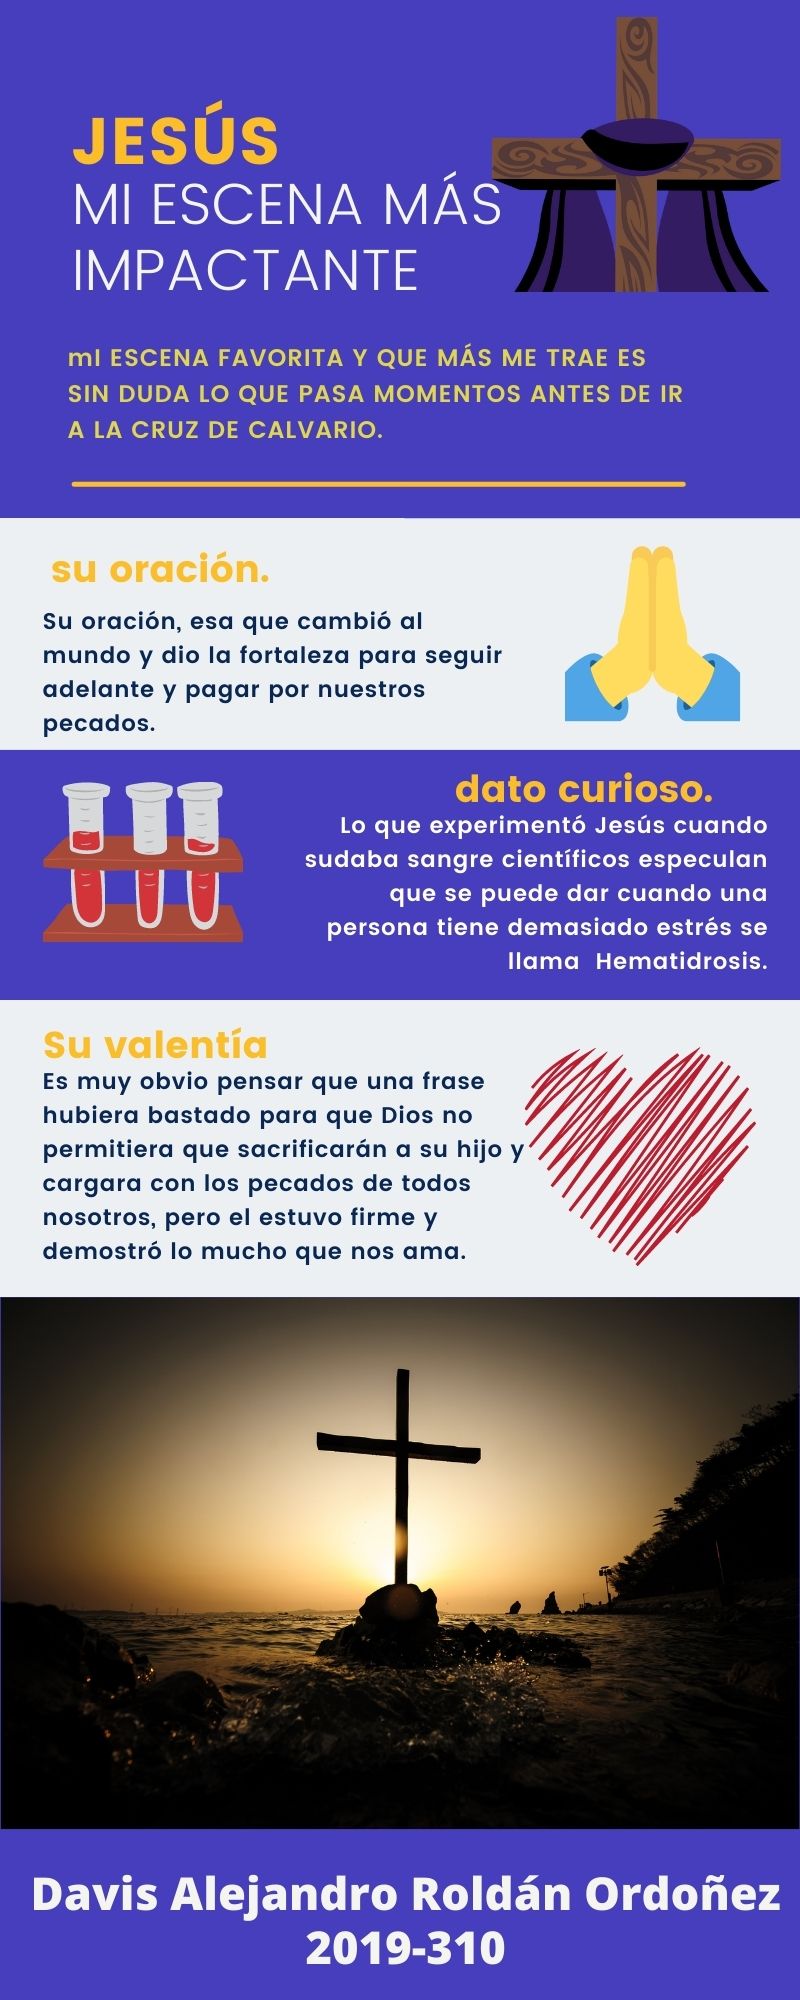 JESÚS
MI ESCENA MÁS
IMPACTANTE
mI ESCENA FAVORITA Y QUE MÁS ME TRAE ES
SIN DUDA LO QUE PASA MOMENTOS ANTES DE IR
A LA CRUZ DE CALVARIO.
su oración.
Su oración, esa que cambió al
mundo y dio la fortaleza para seguir
adelante y pagar por nuestros
pecados.
dato curioso.
Lo que experimentó Jesús cuando
sudaba sangre científicos especulan
que se puede dar cuando una
persona tiene demasiado estrés se
llama Hematidrosis.
Su valentía
Es muy obvio pensar que una frase
hubiera bastado para que Dios no
permitiera que sacrificarán a su hijo y
cargara con los pecados de todos
nosotros, pero el estuvo firme y
demostró lo mucho que nos ama.
Davis Alejandro Roldán Ordoñez
2019-310